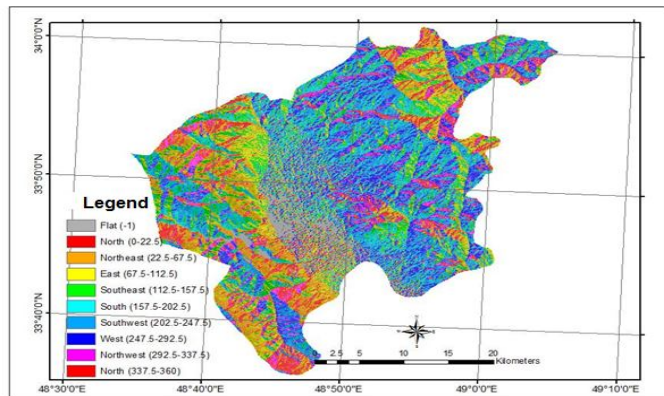 34°0'0"N
33°50'0"N
33°40'0"N
Legend
Flat (-1)
North (0-22.5)
Northeast (22.5-67.5)
East (67.5-112.5)
Southeast (112.5-157.5)
South (157.5-202.5)
Southwest (202.5-247.5)
West (247.5-292.5)
Northwest (292.5-337.5)
North (337.5-360)
2.5 5 10 15 20
Kilometers
48°30'0"E 48°40'0"E 48°50'0"E 49°0'0"E 49°10'0"E